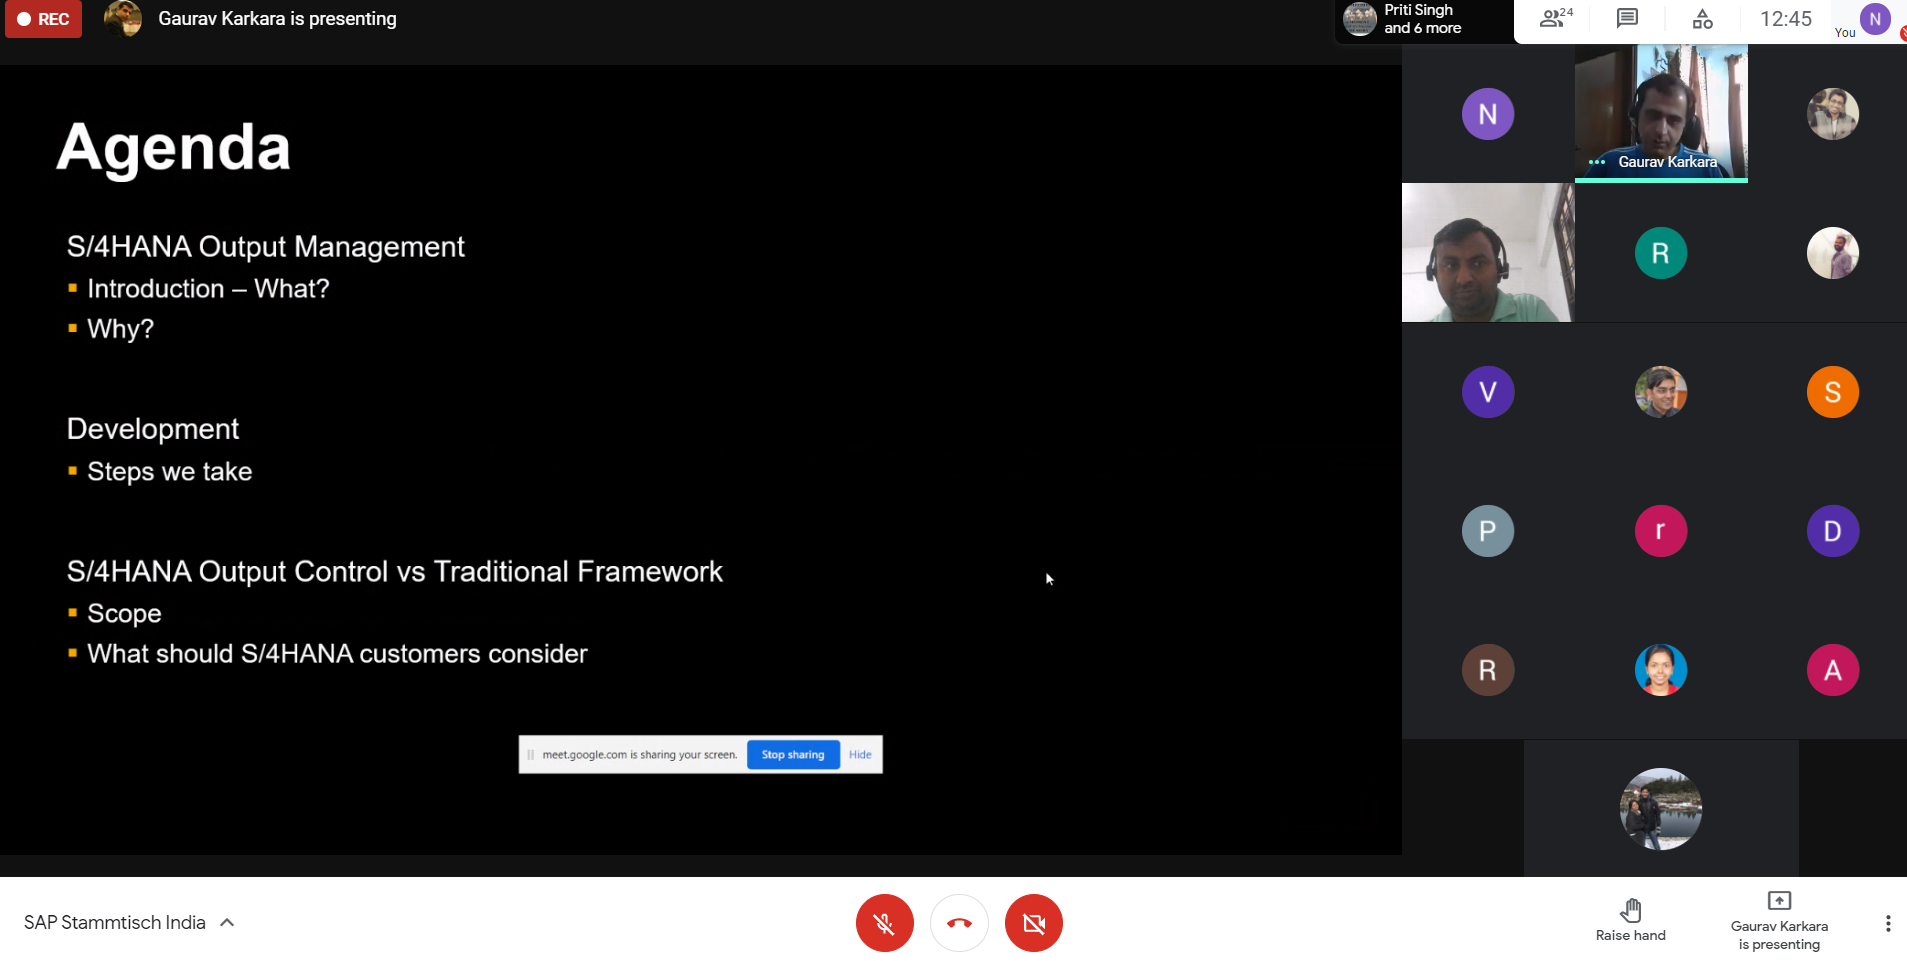 REC
Gaurav Karkara is presenting
Priti Singh
and 6 more
24
12:45
You
N
Agenda
S/4HANA Output Management
Introduction – What?
Why?
Development
Steps we take
S/4HANA Output Control vs Traditional Framework
Scope
What should S/4HANA customers consider
meet.google.com is sharing your screen.
Stop sharing
Hide
N
Gaurav Karkara
R
V
S
P
r
D
R
A
SAP Stammtisch India
Raise hand
Gaurav Karkara
is presenting